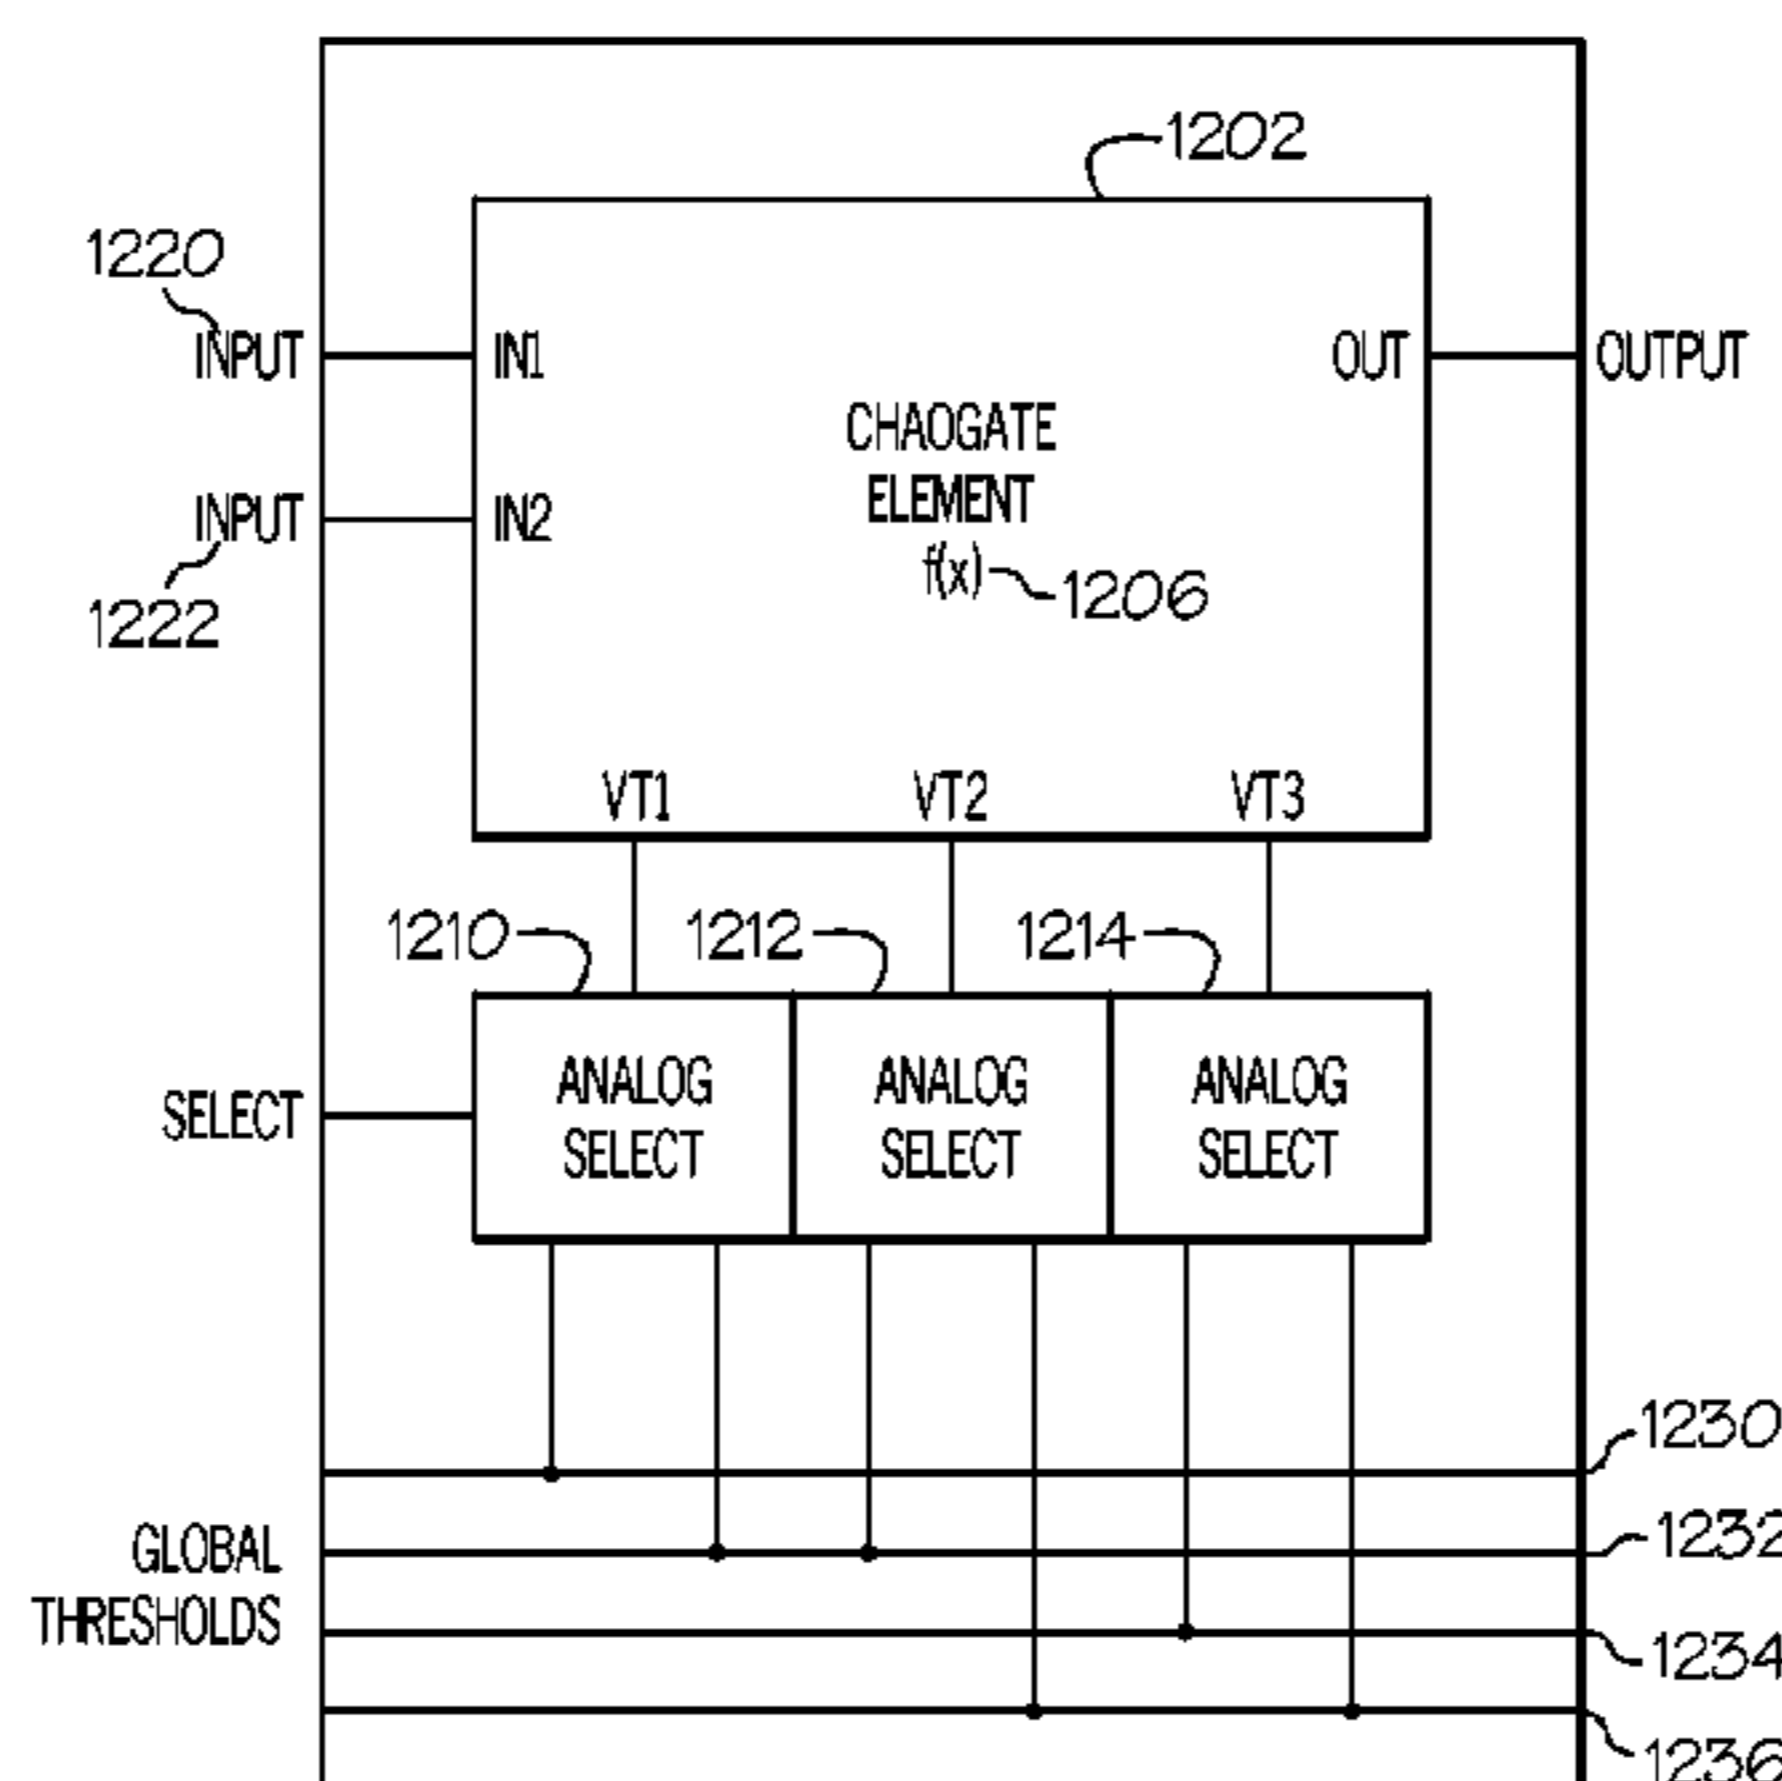 1202
1220
INPUT
IN1
OUT
OUTPUT
CHAOGATE
ELEMENT
f(x)
1206
INPUT
IN2
1222
VT1
VT2
VT3
1210
1212
1214
SELECT
ANALOG
SELECT
ANALOG
SELECT
ANALOG
SELECT
1230
GLOBAL
THRESHOLDS
1232
1234
1236